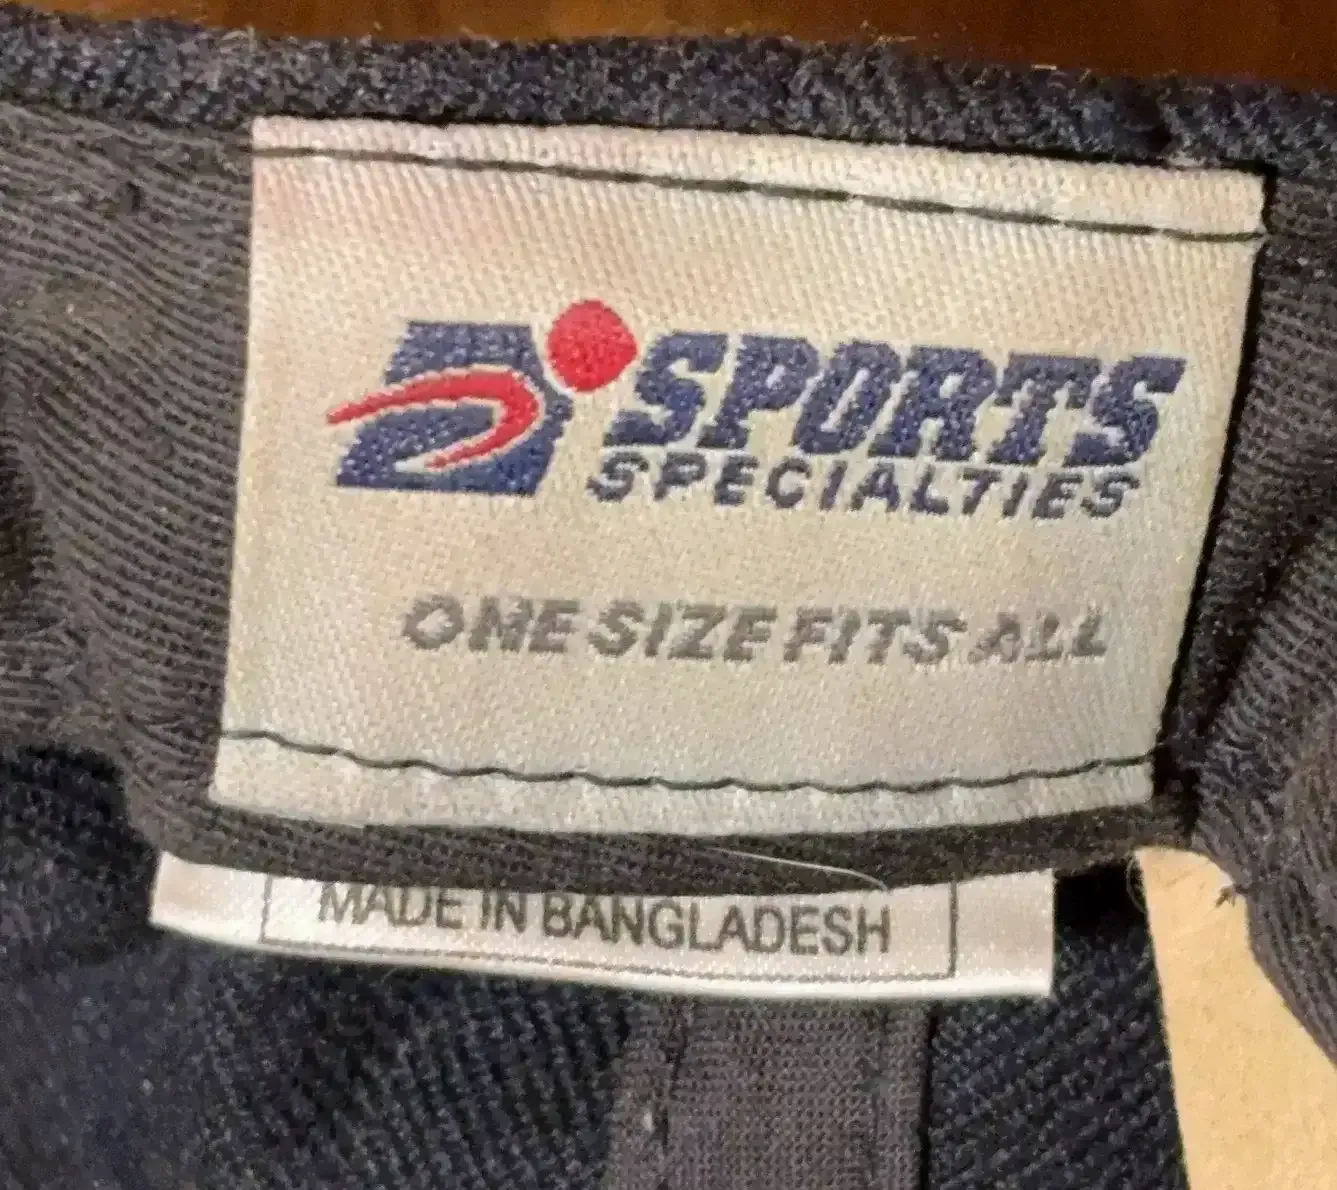 SPORTS
SPECIALTIES
ONE SIZE FITS ALL
MADE IN BANGLADESH